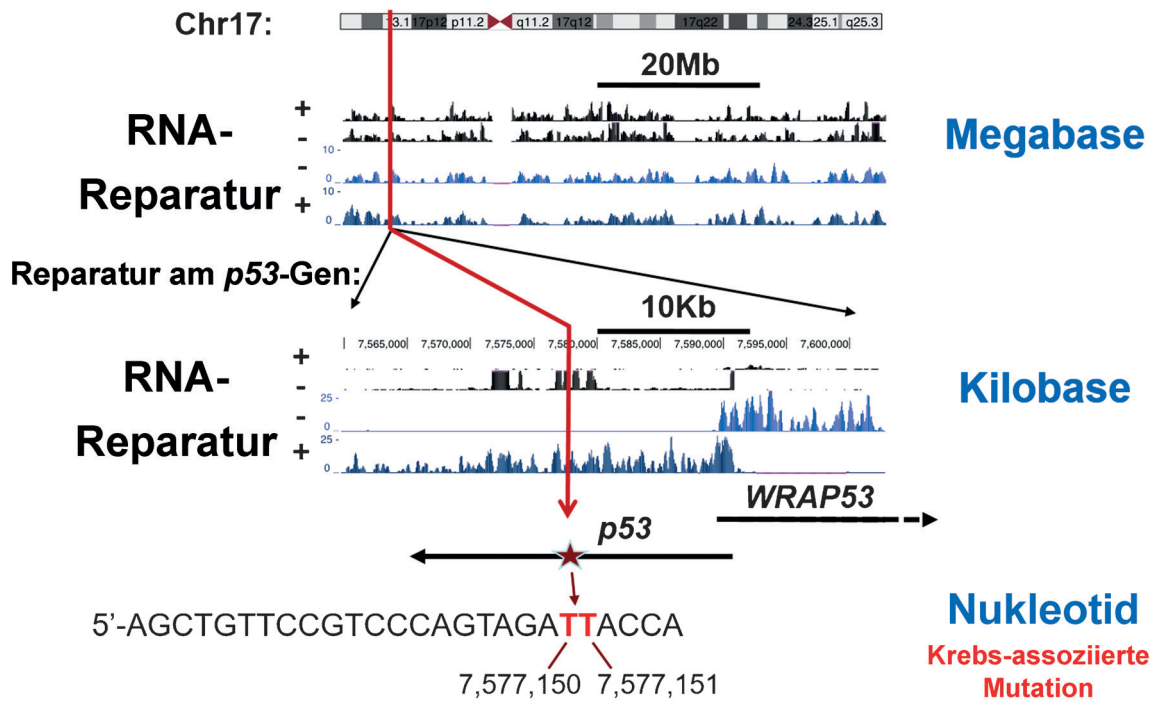 Chr17:
13.1 17p12 p11.2 q11.2 17q12 17q22 24.3 25.1 q25.3
20Mb
RNA-
+
-
Reparatur
-
+
10 -
0
10 -
0
Megabase
Reparatur am p53-Gen:
10Kb
7,565,000| 7,570,000| 7,575,000| 7,580,000| 7,585,000| 7,590,000| 7,595,000| 7,600,000|
RNA-
+
-
Reparatur
-
+
25 -
0
25 -
0
Kilobase
WRAP53
p53
5’-AGCTGTTCCGTCCCAGTAGATTACCA
7,577,150 7,577,151
Nukleotid
Krebs-assoziierte
Mutation